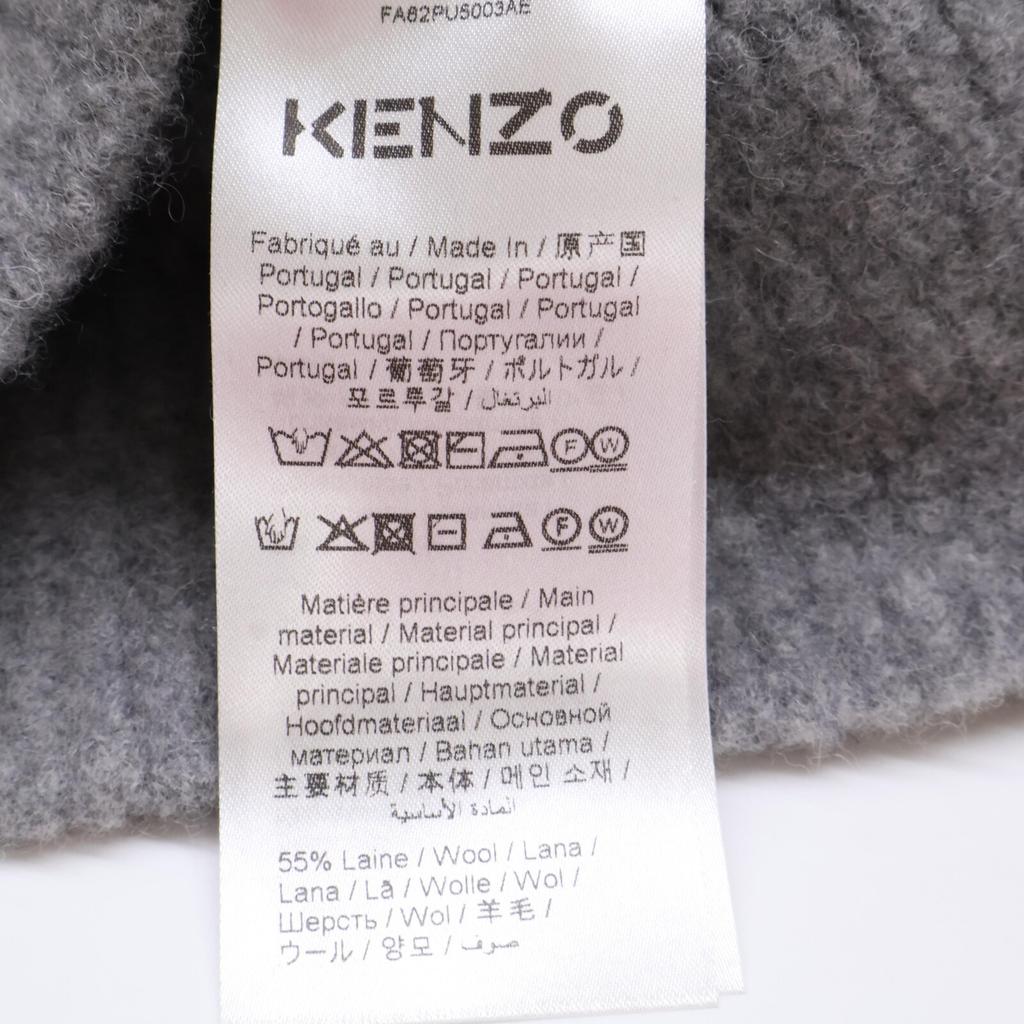 FA62PU5003AE
KENZO
Fabriqué au / Made In / 原产国
Portugal / Portugal / Portugal /
Portogallo / Portugal / Portugal
/ Portugal / Португалии /
Portugal / 葡萄牙 / ポルトガル /
포르투갈 / البرتغال
F W
F W
Matière principale / Main
material / Material principal /
Materiale principale / Material
principal / Hauptmaterial /
Hoofdmateriaal / Основной
материал / Bahan utama /
主要材质 / 本体 / 메인 소재 /
المادة الأساسية
55% Laine / Wool / Lana /
Lana / Lã / Wolle / Wol /
Шерсть / Wol / 羊毛 /
ウール / 양모 / صوف